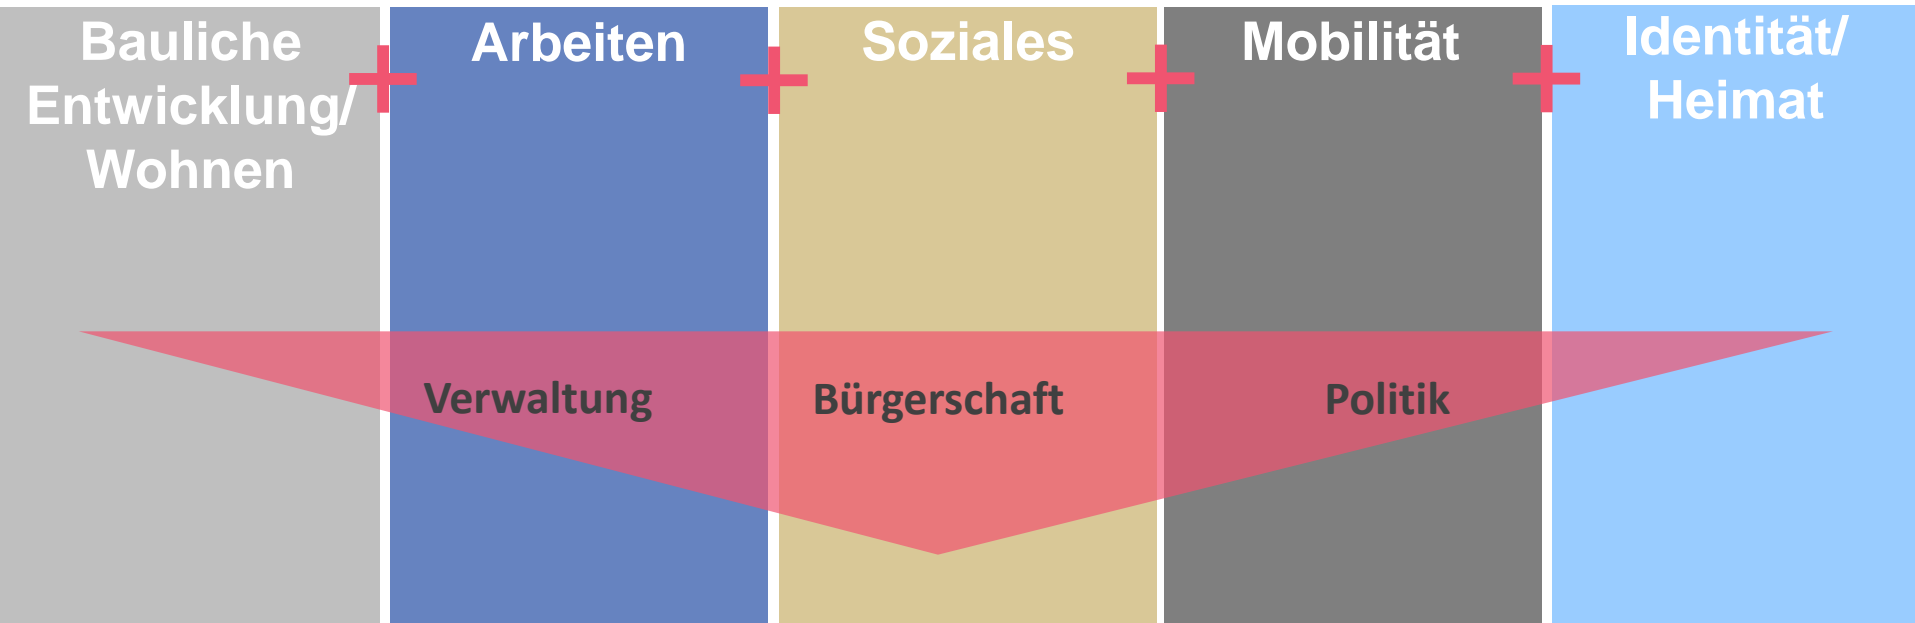 Bauliche
Entwicklung/
Wohnen
Arbeiten
Soziales
Mobilität
Identität/
Heimat
Verwaltung
Bürgerschaft
Politik